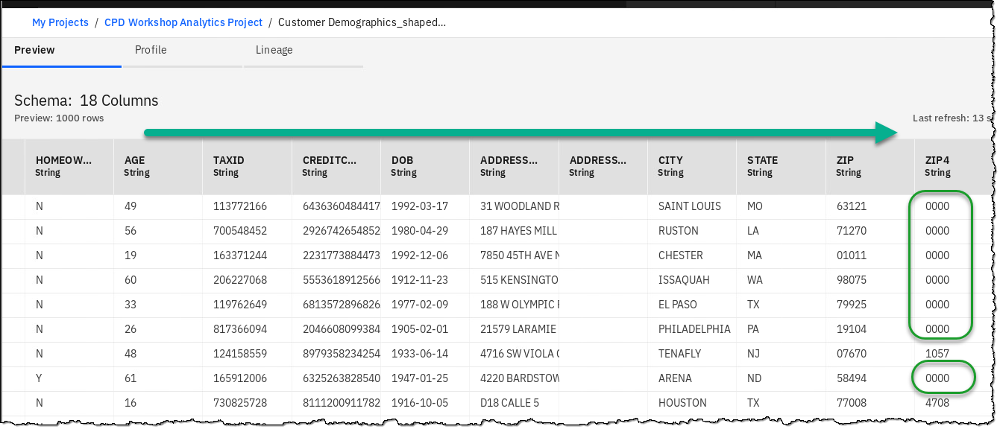 My Projects / CPD Workshop Analytics Project / Customer Demographics_shaped...
Preview Profile Lineage
Schema: 18 Columns
Preview: 1000 rows Last refresh: 13 s
HOMEOW... AGE TAXID CREDITC... DOB ADDRESS... ADDRESS... CITY STATE ZIP ZIP4
String String String String String String String String String String String
N 49 113772166 6436360484417 1992-03-17 31 WOODLAND R SAINT LOUIS MO 63121 0000
N 56 700548452 2926742654852 1980-04-29 187 HAYES MILL RUSTON LA 71270 0000
N 19 163371244 2231773884473 1992-12-06 7850 45TH AVE N CHESTER MA 01011 0000
N 60 206227068 5553618912566 1912-11-23 515 KENSINGTO ISSAQUAH WA 98075 0000
N 33 119762649 6813572896826 1977-02-09 188 W OLYMPIC EL PASO TX 79925 0000
N 26 817366094 2046608099384 1905-02-01 21579 LARAMIE PHILADELPHIA PA 19104 0000
N 48 124158559 8979358234254 1933-06-14 4716 SW VIOLA TENAFLY NJ 07670 1057
Y 61 165912006 6325263828540 1947-01-25 4220 BARDSTOW ARENA ND 58494 0000
N 16 730825728 8111200911782 1916-10-05 D18 CALLE 5 HOUSTON TX 77008 4708